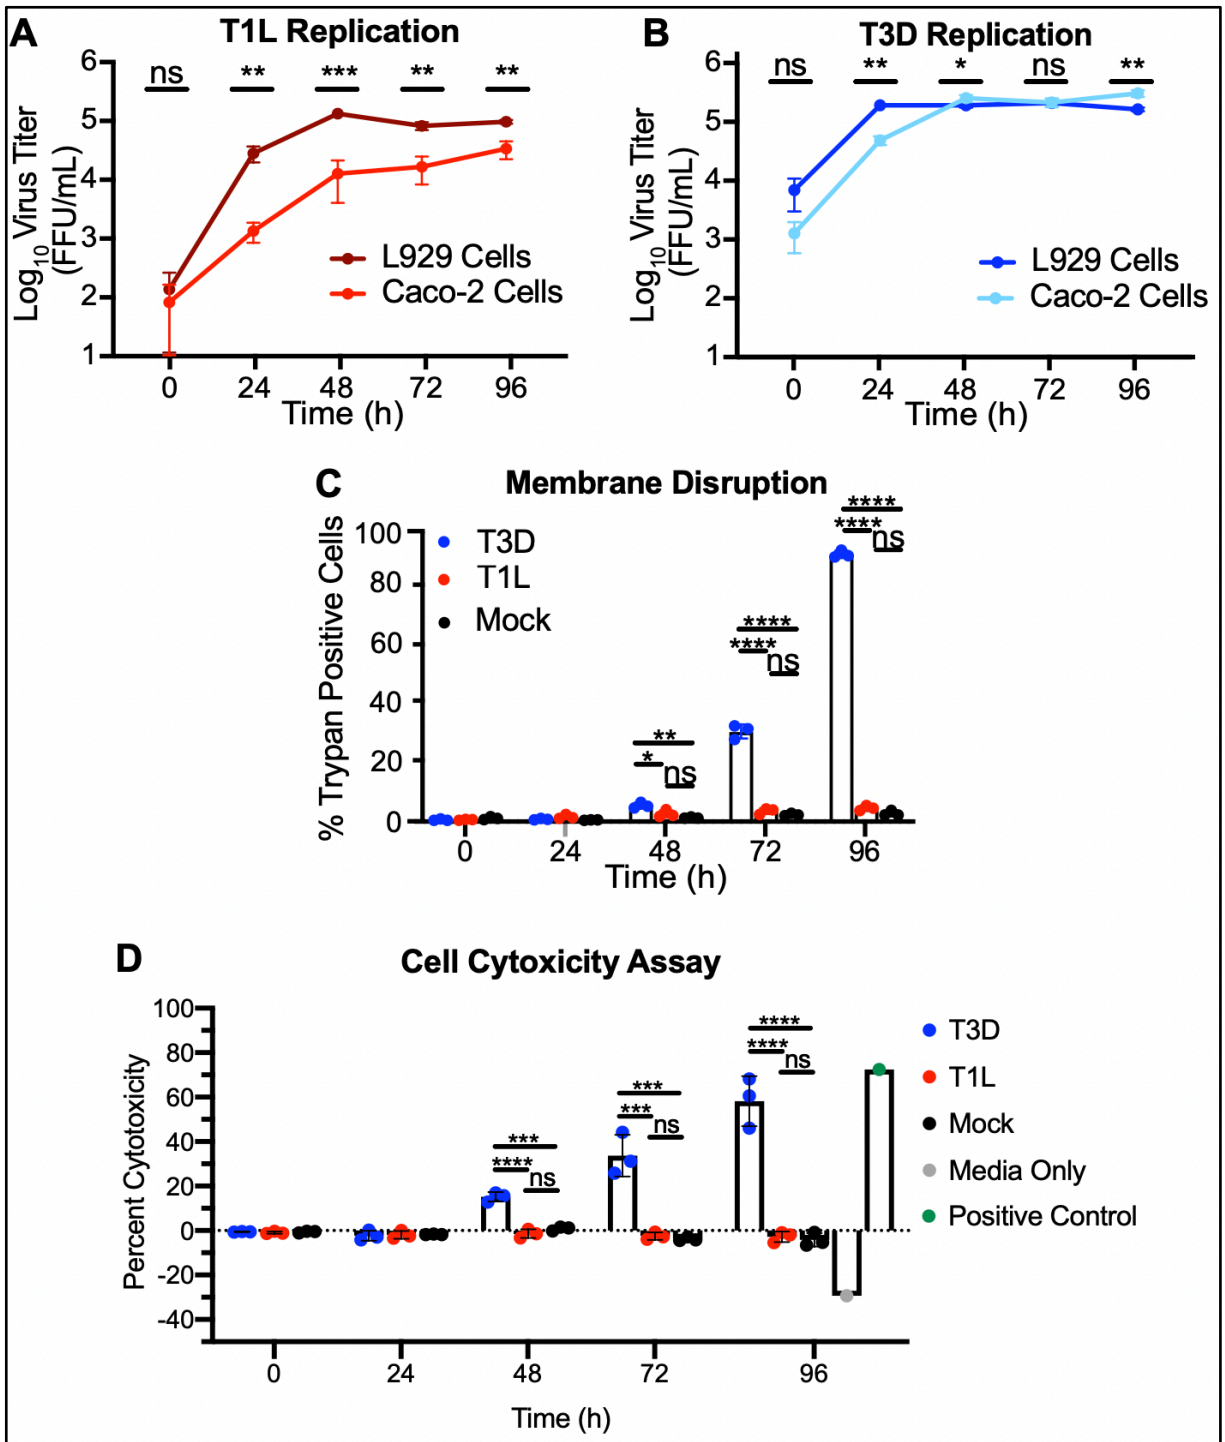 A
T1L Replication
6
5
4
3
2
1
Log10 Virus Titer
(FFU/mL)
ns
**
***
**
**
L929 Cells
Caco-2 Cells
0 24 48 72 96
Time (h)
B
T3D Replication
6
5
4
3
2
1
Log10 Virus Titer
(FFU/mL)
ns
**
*
ns
**
L929 Cells
Caco-2 Cells
0 24 48 72 96
Time (h)
C
Membrane Disruption
% Trypan Positive Cells
100
80
60
40
20
0
T3D
T1L
Mock
**
*
ns
****
****
ns
****
****
ns
0 24 48 72 96
Time (h)
D
Cell Cytoxicity Assay
Percent Cytotoxicity
100
80
60
40
20
0
-20
-40
***
****
ns
***
***
ns
****
****
ns
T3D
T1L
Mock
Media Only
Positive Control
0 24 48 72 96
Time (h)